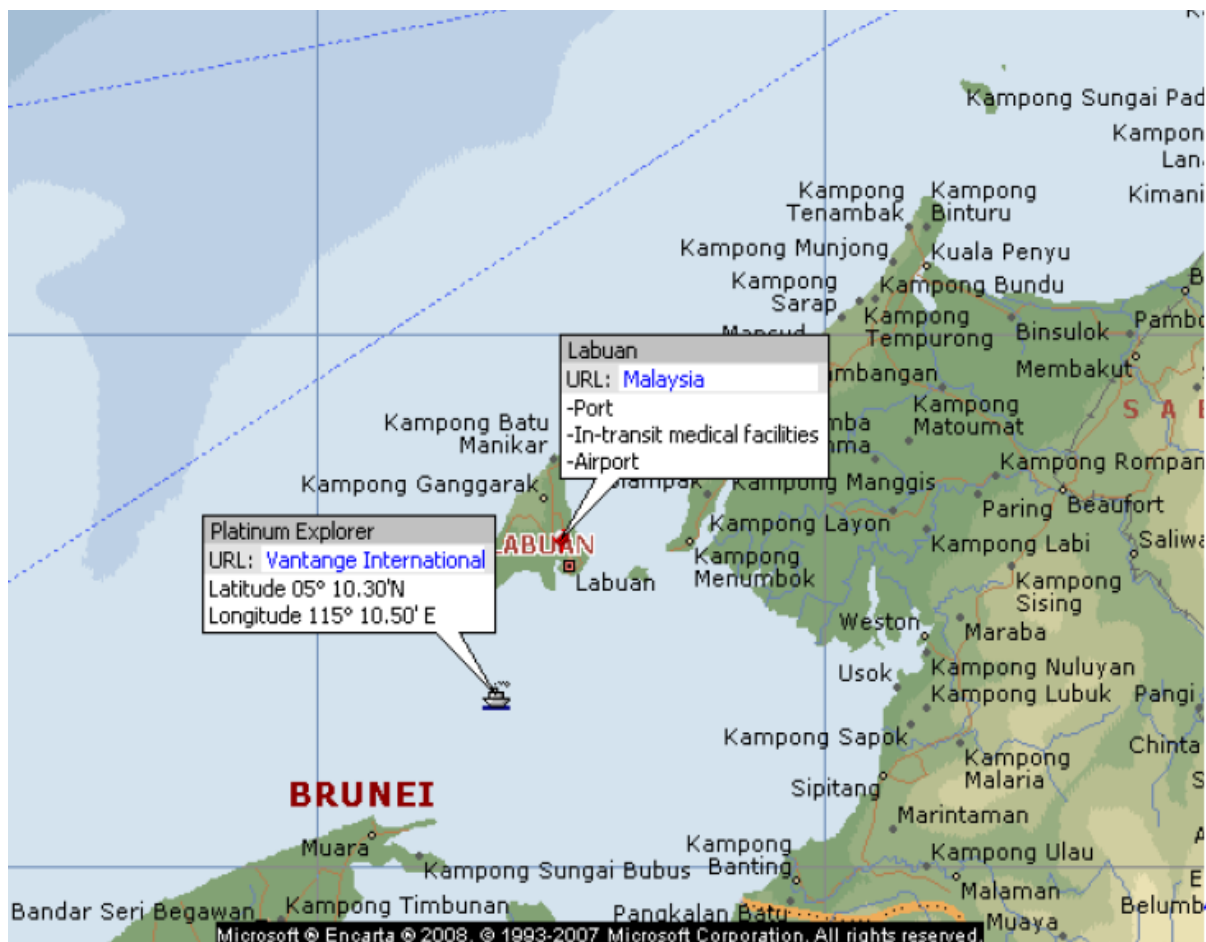 Kampong Sungai Pad
Kampon
Lana
Kampong
Tenambak
Kampong
Binturu
Kimani
Kampong Munjong
Kuala Penyu
Kampong
Sarap
Kampong Bundu
Kampong
Tempurong
Binsulok
Pambo
Membakut
Labuan
URL: Malaysia
-Port
-In-transit medical facilities
-Airport
mbangan
S A B
Kampong
Matoumat
Kampong Batu
Manikar
Kampong Ganggarak
Kampong Manggis
Kampong Rompan
Paring
Beaufort
Kampong Layon
Kampong Labi
Saliwa
LABUAN
Labuan
Kampong
Menumbok
Kampong
Sising
Platinum Explorer
URL: Vantange International
Latitude 05° 10.30'N
Longitude 115° 10.50' E
Weston
Maraba
Usok
Kampong Nuluyan
Kampong Lubuk
Pangi
Kampong Sapok
Chinta
Kampong
Malaria
Sipitang
BRUNEI
Marintaman
Muara
Kampong Sungai Bubus
Kampong
Banting
Kampong Ulau
Malaman
Belumb
Bandar Seri Begawan
Kampong Timbunan
Pangkalan Batu
Muaya
Microsoft ® Encarta ® 2008. © 1993-2007 Microsoft Corporation. All rights reserved.